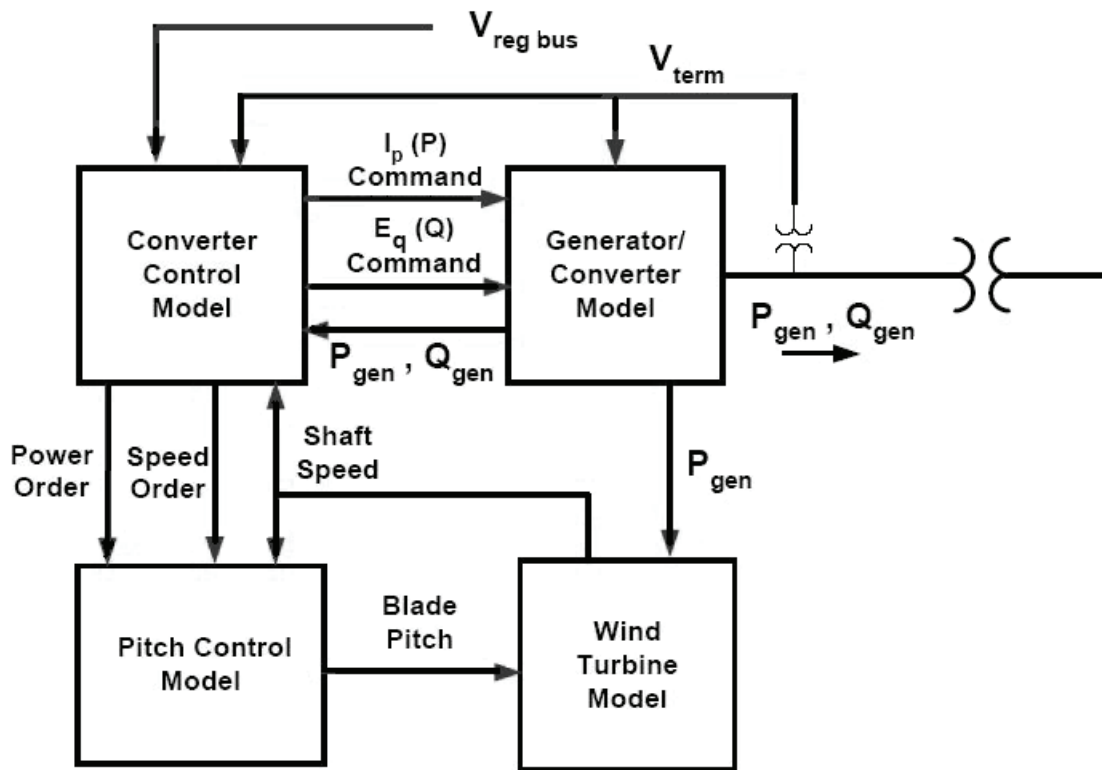 V reg bus
V term
I p (P)
Command
E q (Q)
Command
P gen , Q gen
Converter
Control
Model
Generator/
Converter
Model
P gen , Q gen
Power
Order
Speed
Order
Shaft
Speed
P gen
Pitch Control
Model
Blade
Pitch
Wind
Turbine
Model